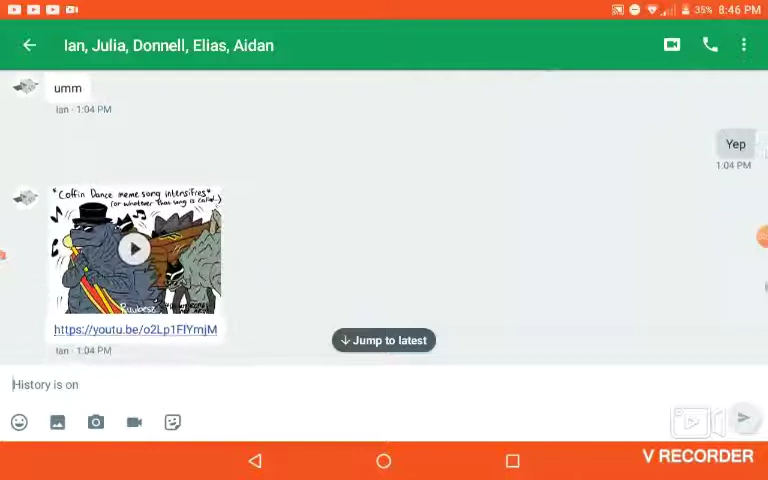 35% 8:46 PM
Ian, Julia, Donnell, Elias, Aidan
umm
Ian · 1:04 PM
Yep
1:04 PM
*Coffin Dance meme song intensifies*
(or whatever that song is called..)
Ruubesz
https://youtu.be/o2Lp1FlYmjM
Ian · 1:04 PM
Jump to latest
History is on
V RECORDER